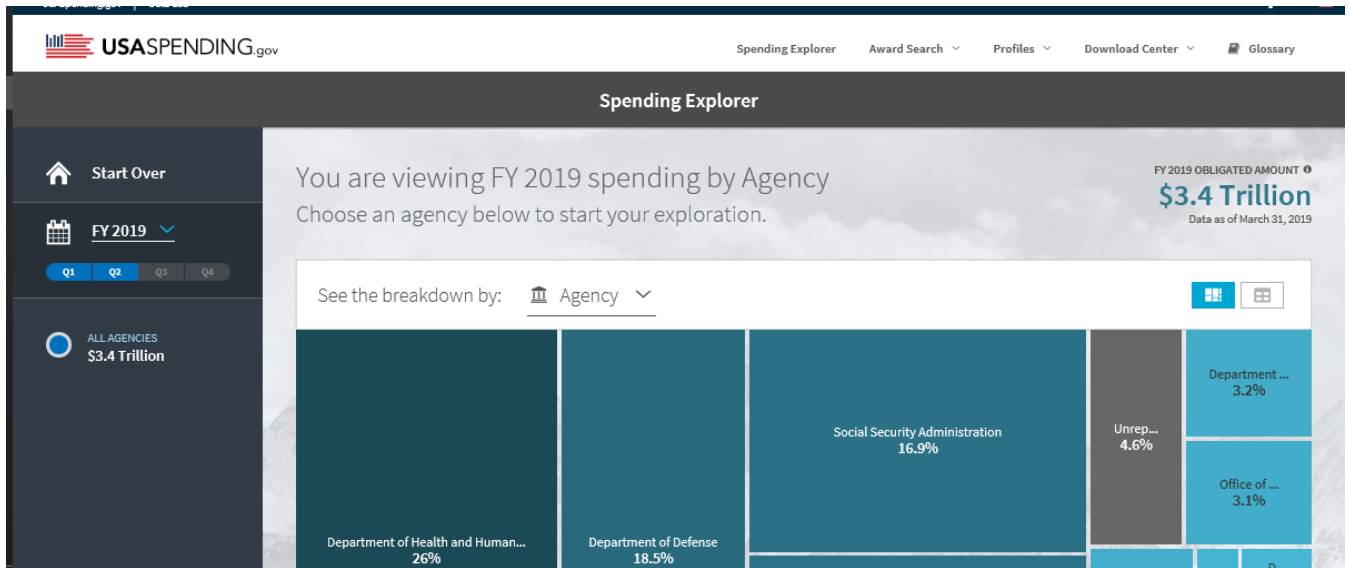 USASPENDING.gov
Spending Explorer
Award Search
Profiles
Download Center
Glossary
Spending Explorer
Start Over
FY 2019
Q1 Q2 Q3 Q4
ALL AGENCIES
$3.4 Trillion
You are viewing FY 2019 spending by Agency
Choose an agency below to start your exploration.
FY 2019 OBLIGATED AMOUNT
$3.4 Trillion
Data as of March 31, 2019
See the breakdown by: Agency
Department of Health and Human...
26%
Department of Defense
18.5%
Social Security Administration
16.9%
Unrep...
4.6%
Department ...
3.2%
Office of ...
3.1%